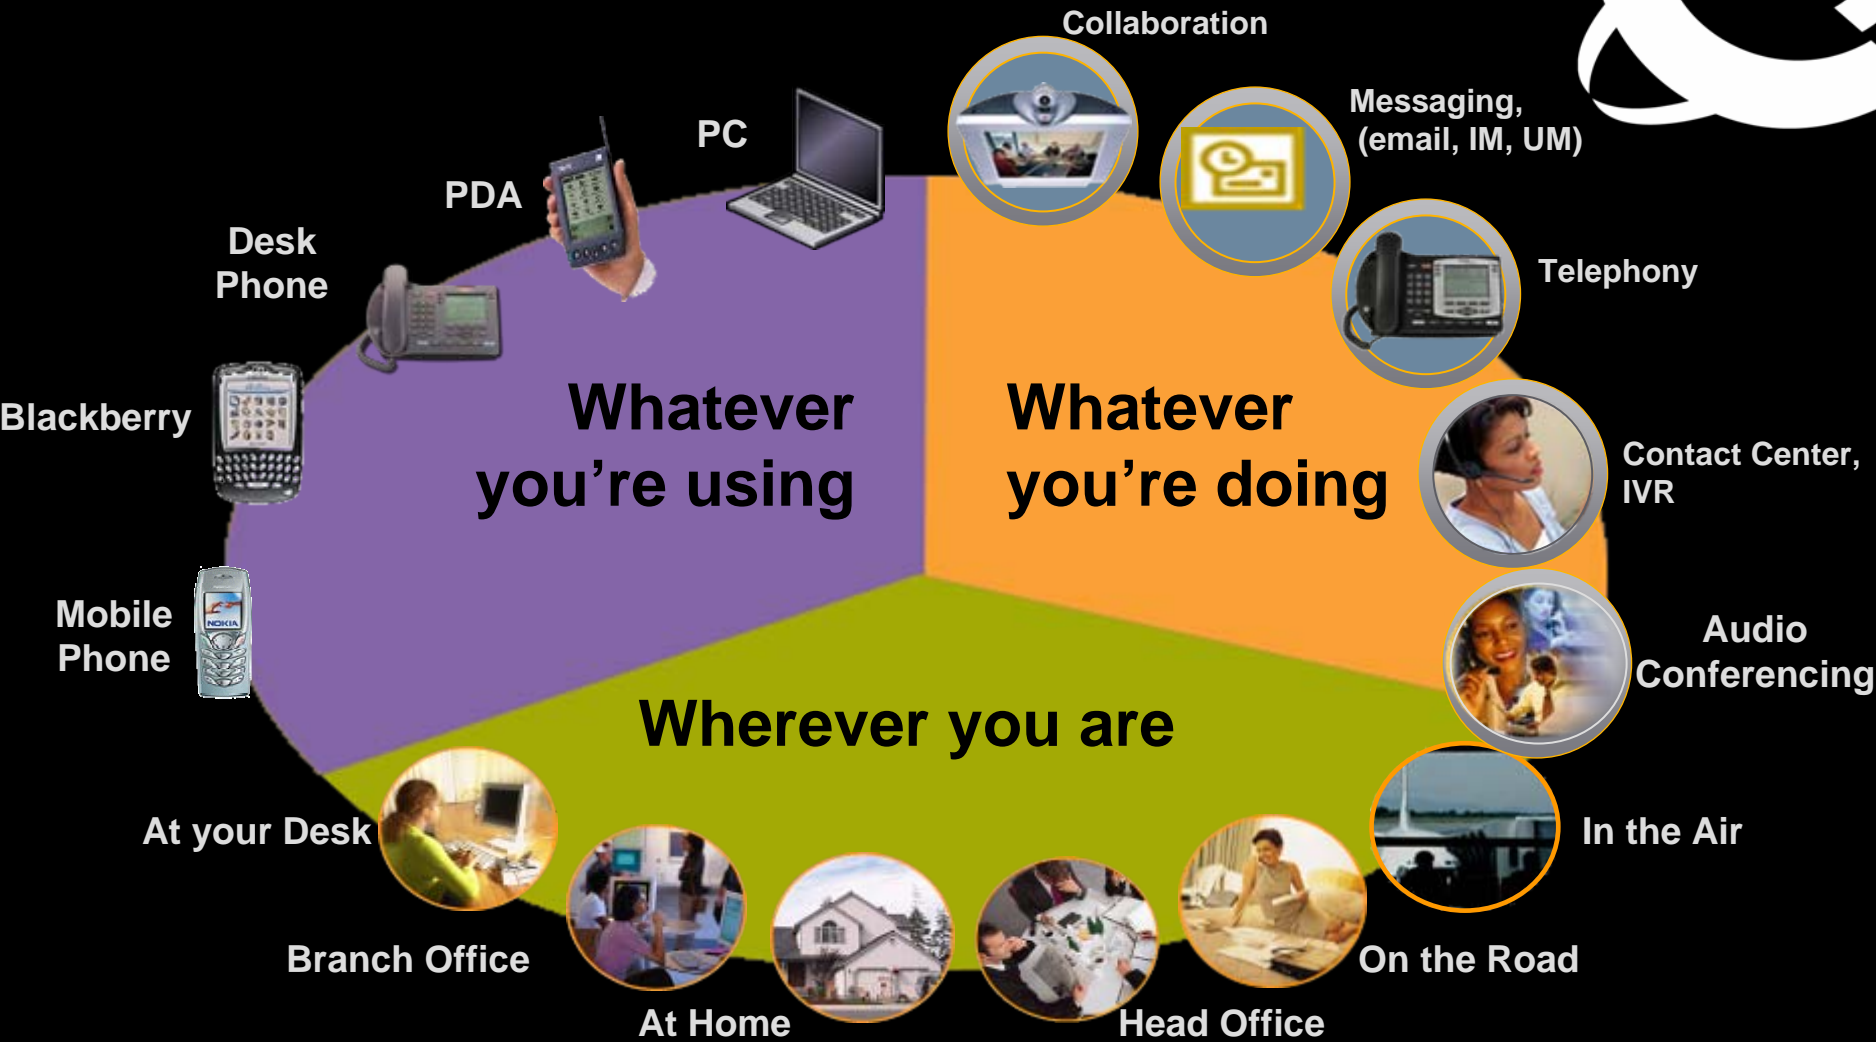 Collaboration
Messaging,
(email, IM, UM)
PC
PDA
Desk
Phone
Telephony
Whatever
you’re using
Whatever
you’re doing
Blackberry
Contact Center,
IVR
Mobile
Phone
NOKIA
Audio
Conferencing
Wherever you are
At your Desk
In the Air
Branch Office
On the Road
At Home
Head Office